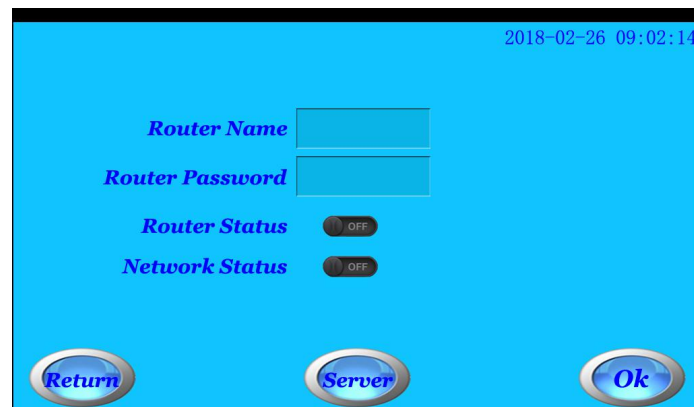 2018-02-26 09:02:14
Router Name
Router Password
Router Status OFF
Network Status OFF
Return Server Ok